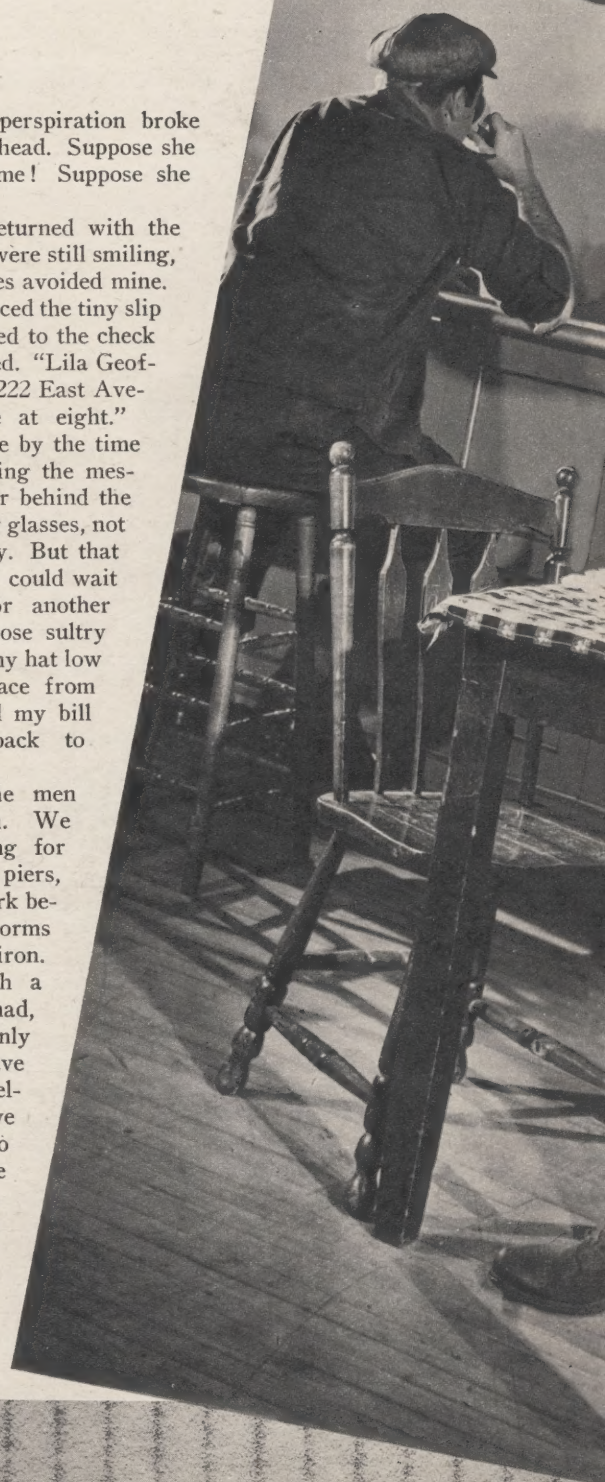 perspiration broke
head. Suppose she
me! Suppose she
eturned with the
were still smiling,
es avoided mine.
ced the tiny slip
ed to the check
ed. “Lila Geof-
222 East Ave-
e at eight.”
e by the time
ing the mes-
r behind the
glasses, not
y. But that
could wait
or another
ose sultry
ny hat low
ace from
l my bill
back to
ne men
n. We
ng for
piers,
rk be-
orms
iron.
h a
had,
nly
ve
el-
ve
o
e